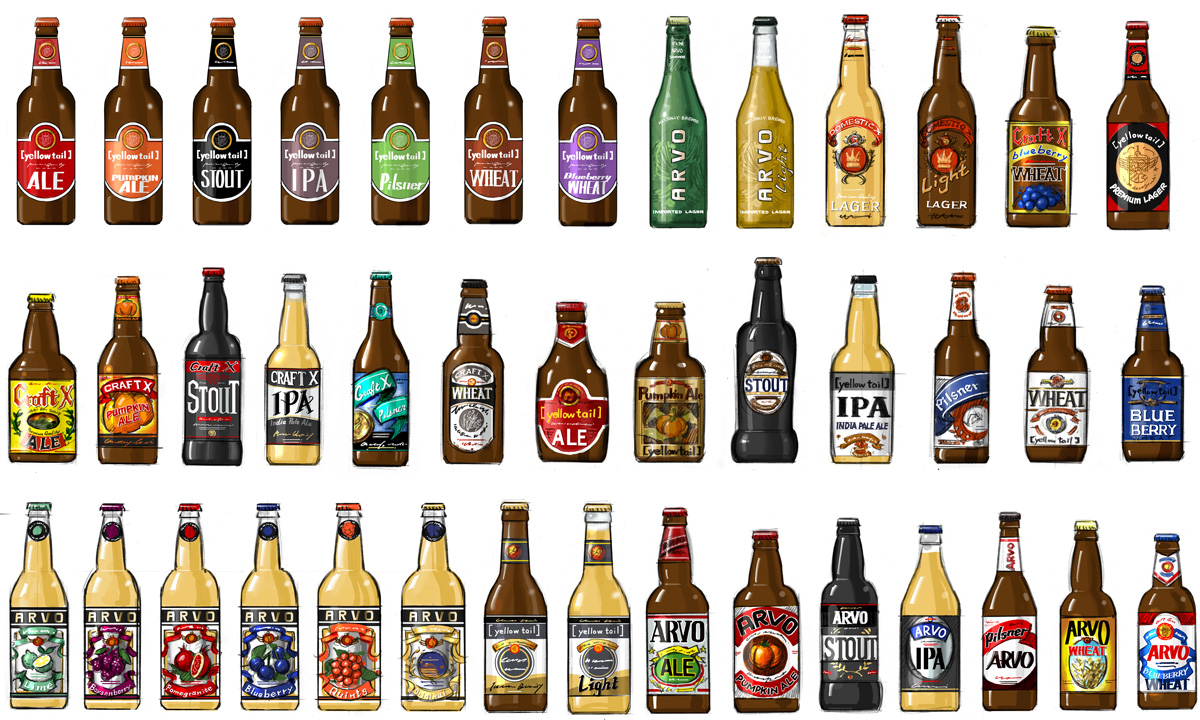 [yellow tail]
ALE
[yellow tail]
PUMPKIN
ALE
[yellow tail]
STOUT
[yellow tail]
IPA
[yellow tail]
Pilsner
[yellow tail]
WHEAT
[yellow tail]
Blueberry
WHEAT
ARVO
IMPORTED LAGER
ARVO
Light
IMPORTED LAGER
DOMESTIC X
LAGER
DOMESTIC X
Light
LAGER
Craft X
blueberry
WHEAT
[yellow tail]
PREMIUM LAGER
Craft X
ALE
CRAFT X
PUMPKIN
ALE
Craft X
STOUT
CRAFT X
IPA
India Pale Ale
Craft X
Pilsner
CRAFT X
WHEAT
[yellow tail]
ALE
Pumpkin Ale
[yellow tail]
STOUT
[yellow tail]
IPA
INDIA PALE ALE
Pilsner
WHEAT
[yellow tail]
[yellow tail]
BLUE
BERRY
ARVO
Lime
ARVO
Boysenberry
ARVO
Pomegranate
ARVO
Blueberry
ARVO
ARVO
[yellow tail]
[yellow tail]
Light
ARVO
ALE
ARVO
PUMPKIN ALE
ARVO
STOUT
ARVO
IPA
ARVO
Pilsner
ARVO
ARVO
WHEAT
ARVO
BLUEBERRY
WHEAT